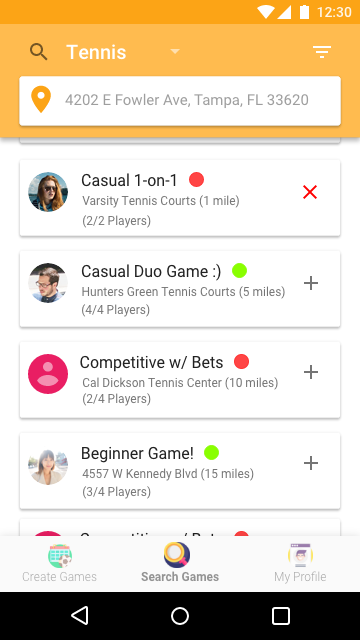 12:30
Tennis
4202 E Fowler Ave, Tampa, FL 33620
Casual 1-on-1
Varsity Tennis Courts (1 mile)
(2/2 Players)
Casual Duo Game :)
Hunters Green Tennis Courts (5 miles)
(4/4 Players)
Competitive w/ Bets
Cal Dickson Tennis Center (10 miles)
(2/4 Players)
Beginner Game!
4557 W Kennedy Blvd (15 miles)
(3/4 Players)
Competitive w/ Bets
Create Games
Search Games
My Profile